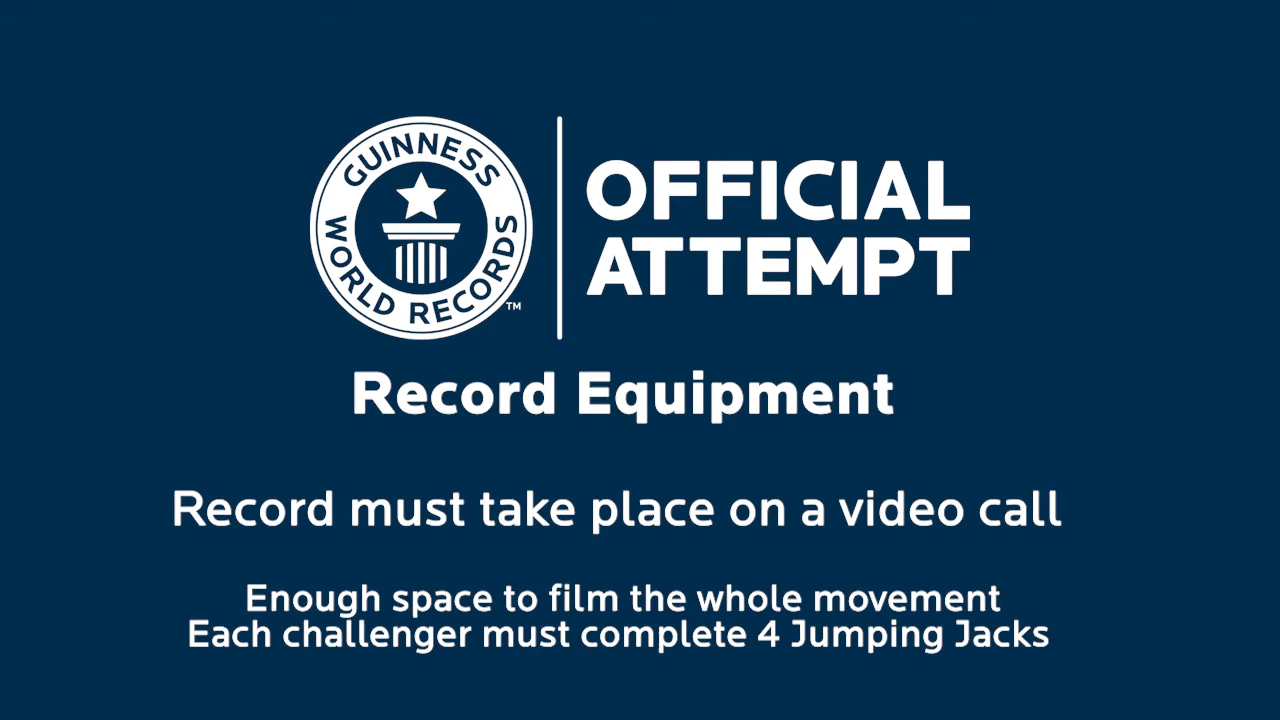 GUINNESS
WORLD RECORDS
TM
OFFICIAL
ATTEMPT
Record Equipment
Record must take place on a video call
Enough space to film the whole movement
Each challenger must complete 4 Jumping Jacks